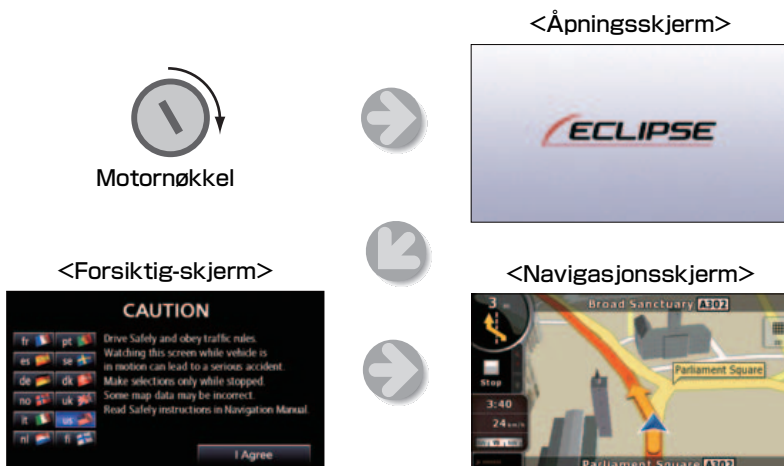 <Åpningsskjerm>
ECLIPSE
Motornøkkel
<Forsiktig-skjerm>
CAUTION
fr pt
es se
de dk
no uk
it us
nl fi
Drive Safely and obey traffic rules.
Watching this screen while vehicle is
in motion can lead to a serious accident.
Make selections only while stopped.
Some map data may be incorrect.
Read Safely instructions in Navigation Manual.
I Agree
<Navigasjonsskjerm>
3
Broad Sanctuary A302
Parliament Square
Stop
3:40
24
Parliament Square A302